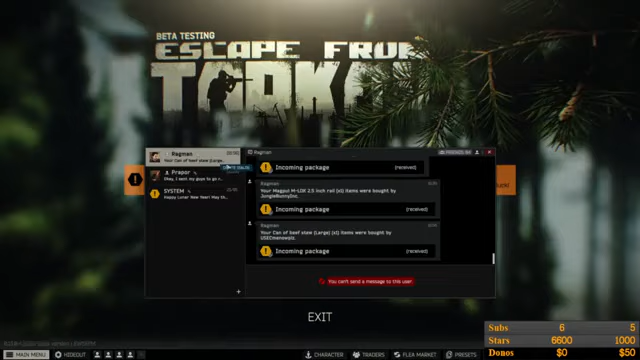 BETA TESTING
ESCAPE FROM
TARKOV
Ragman
Your Can of beef stew (Large)
Prapor
Okay, I sent my guys to go
SYSTEM
Happy Lunar New Year! May th
Ragman
Incoming package
(received)
Ragman
Your Magpul M-LOK 2.5 inch rail (x1) items were bought by
JungleBunnyInc.
Incoming package
(received)
Ragman
Your Can of beef stew (Large) (x1) items were bought by
Incoming package
(received)
You can't send a message to this user
+
EXIT
MAIN MENU
HIDEOUT
CHARACTER
TRADERS
FLEA MARKET
PRESETS
Subs 6 5
Stars 6600 1000
Donos $0 $50